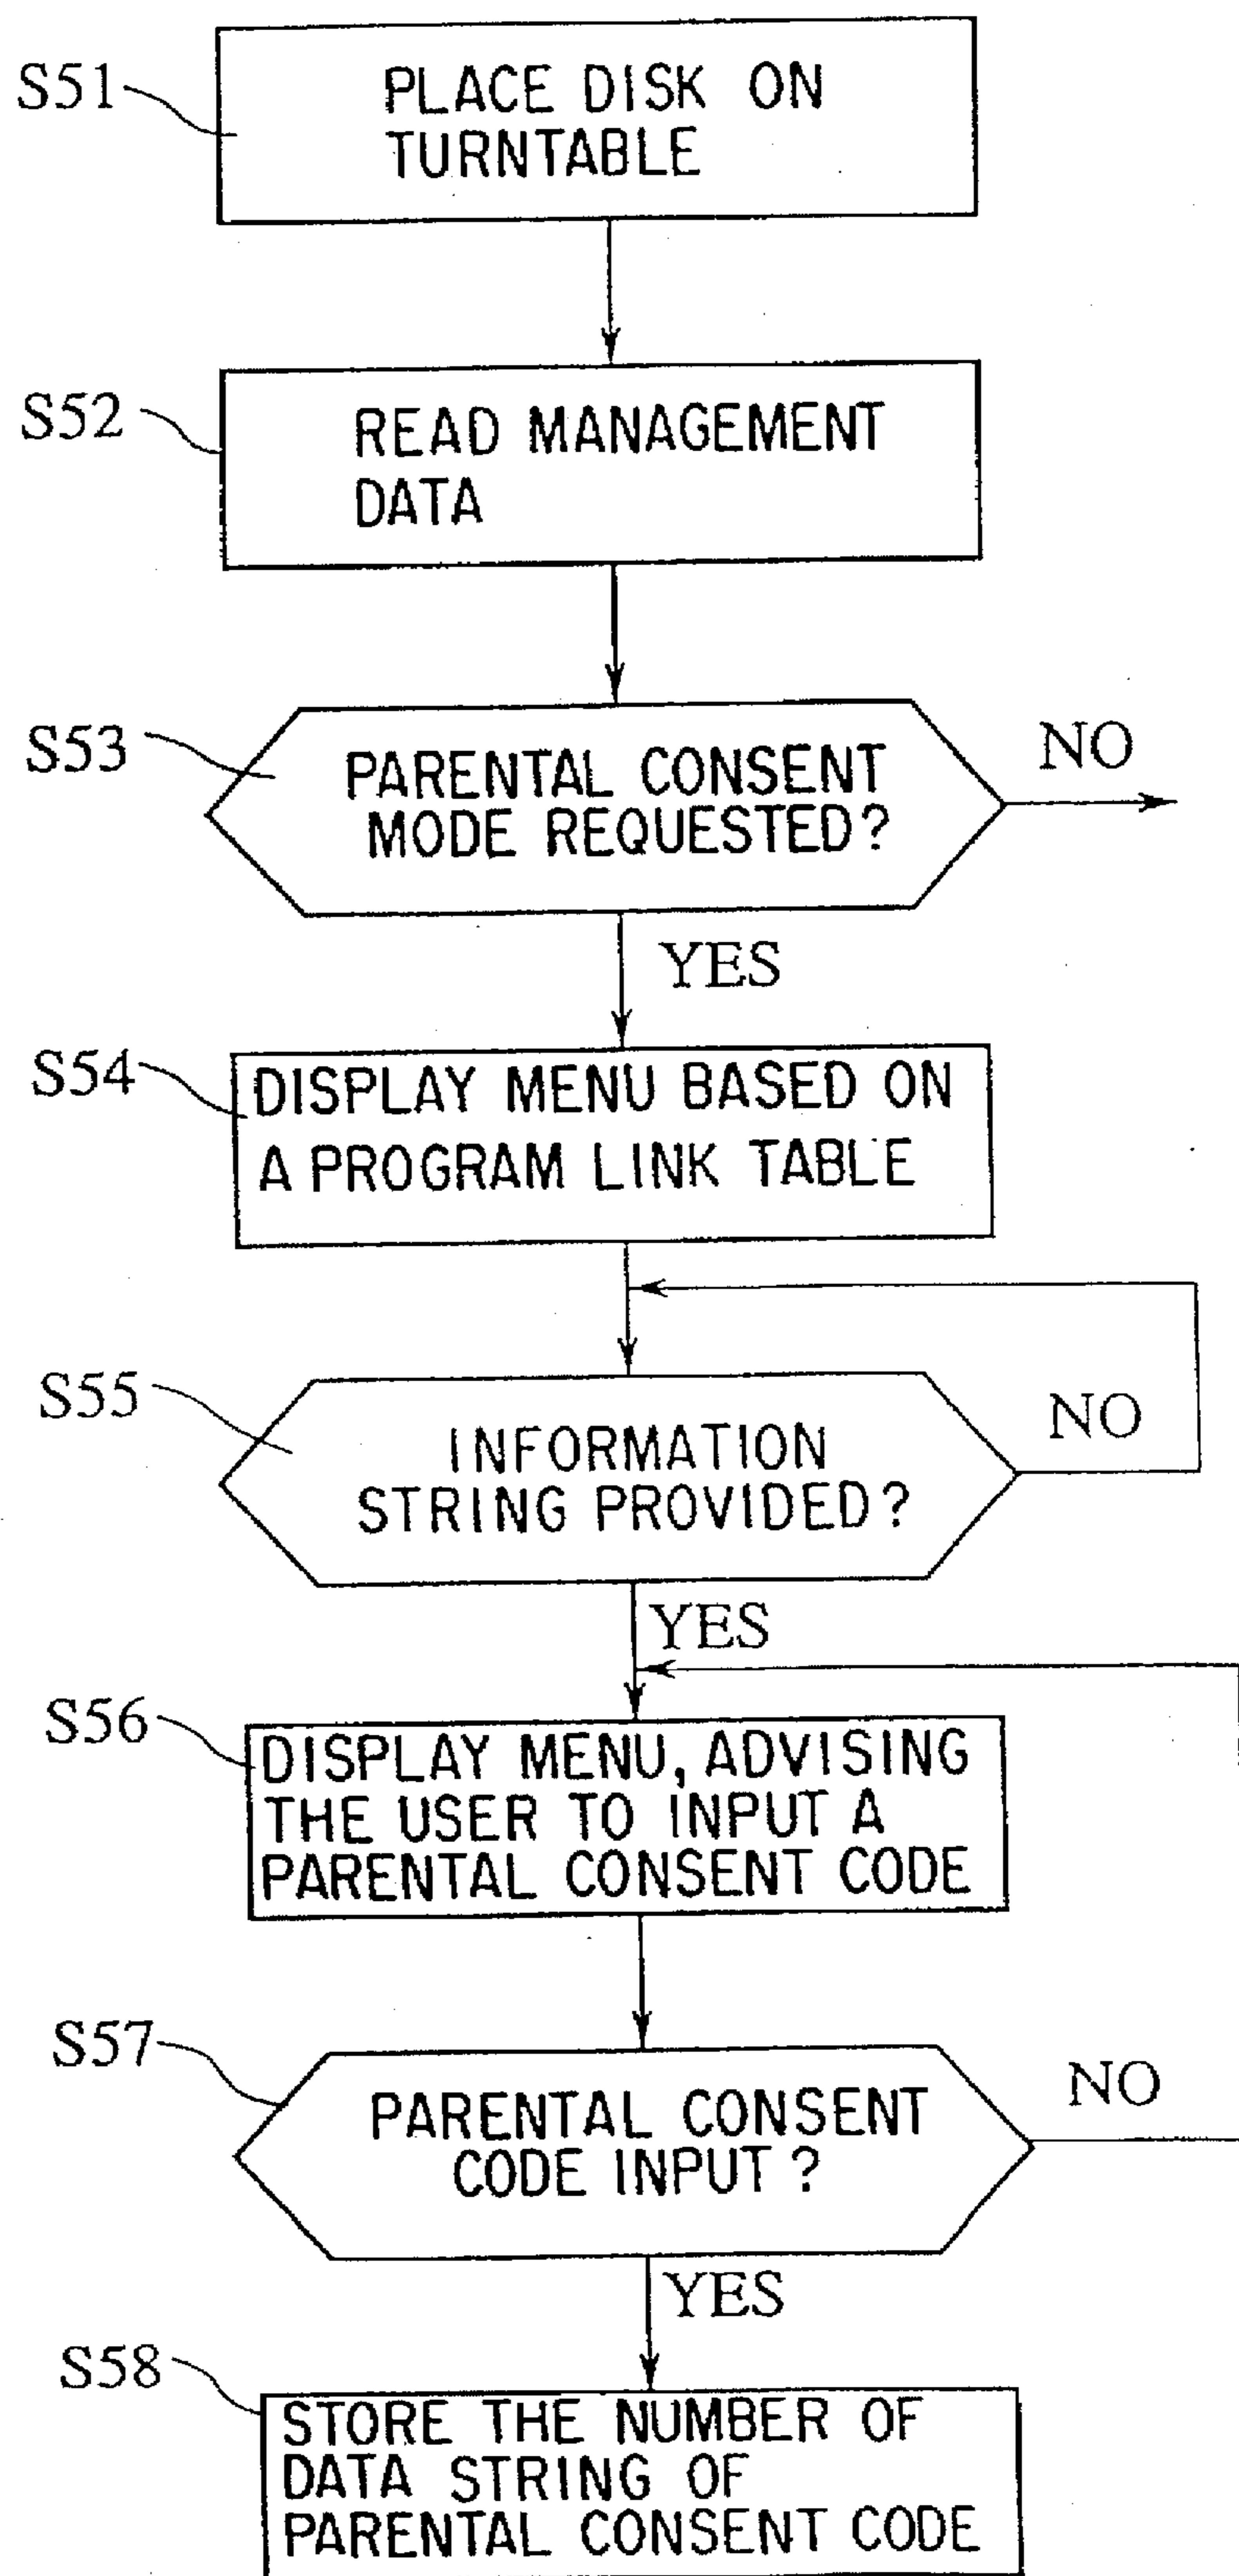 S51
PLACE DISK ON
TURNTABLE
S52
READ MANAGEMENT
DATA
S53
PARENTAL CONSENT
MODE REQUESTED?
NO
YES
S54
DISPLAY MENU BASED ON
A PROGRAM LINK TABLE
S55
INFORMATION
STRING PROVIDED?
NO
YES
S56
DISPLAY MENU, ADVISING
THE USER TO INPUT A
PARENTAL CONSENT CODE
S57
PARENTAL CONSENT
CODE INPUT?
NO
YES
S58
STORE THE NUMBER OF
DATA STRING OF
PARENTAL CONSENT CODE